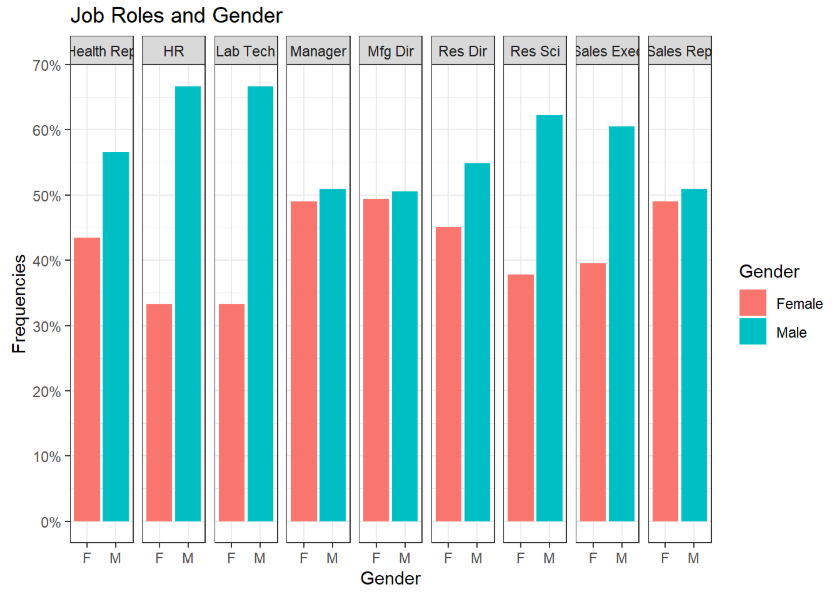 Job Roles and Gender
Health Rep HR Lab Tech Manager Mfg Dir Res Dir Res Sci Sales Exec Sales Rep
70%
60%
50%
40%
30%
20%
10%
0%
Frequencies
F M F M F M F M F M F M F M F M F M
Gender
Gender
Female
Male